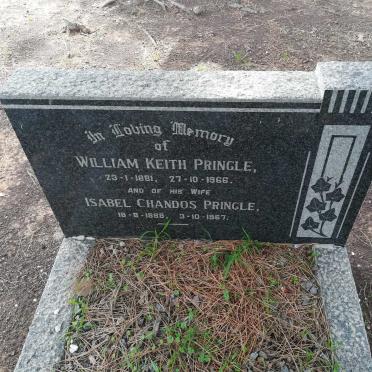 In Loving Memory
of
WILLIAM KEITH PRINGLE,
23-1-1881, 27-10-1966.
AND OF HIS WIFE
ISABEL CHANDOS PRINGLE,
18-8-1888, 3-10-1967.